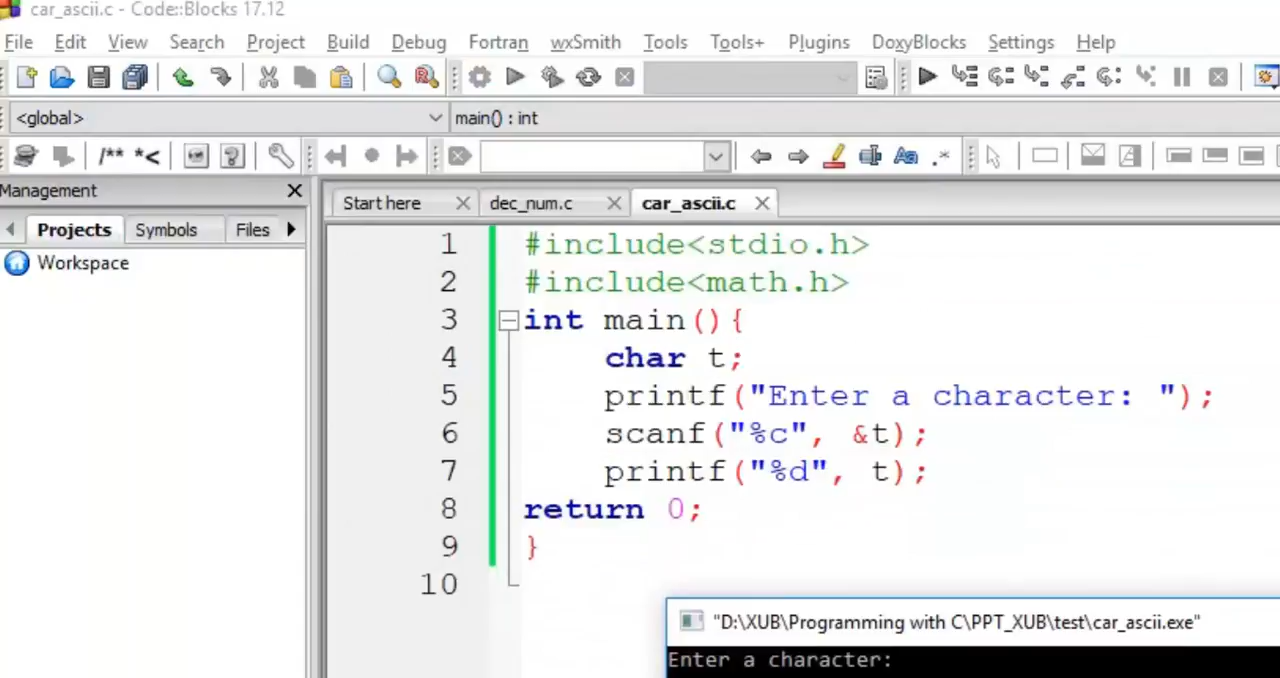 car_ascii.c - Code::Blocks 17.12
File Edit View Search Project Build Debug Fortran wxSmith Tools Tools+ Plugins DoxyBlocks Settings Help
<global> main() : int
/** *<
Management
Start here dec_num.c car_ascii.c
Projects Symbols Files
Workspace
1 #include<stdio.h>
2 #include<math.h>
3 int main(){
4 char t;
5 printf("Enter a character: ");
6 scanf("%c", &t);
7 printf("%d", t);
8 return 0;
9 }
10
"D:\XUB\Programming with C\PPT_XUB\test\car_ascii.exe"
Enter a character: